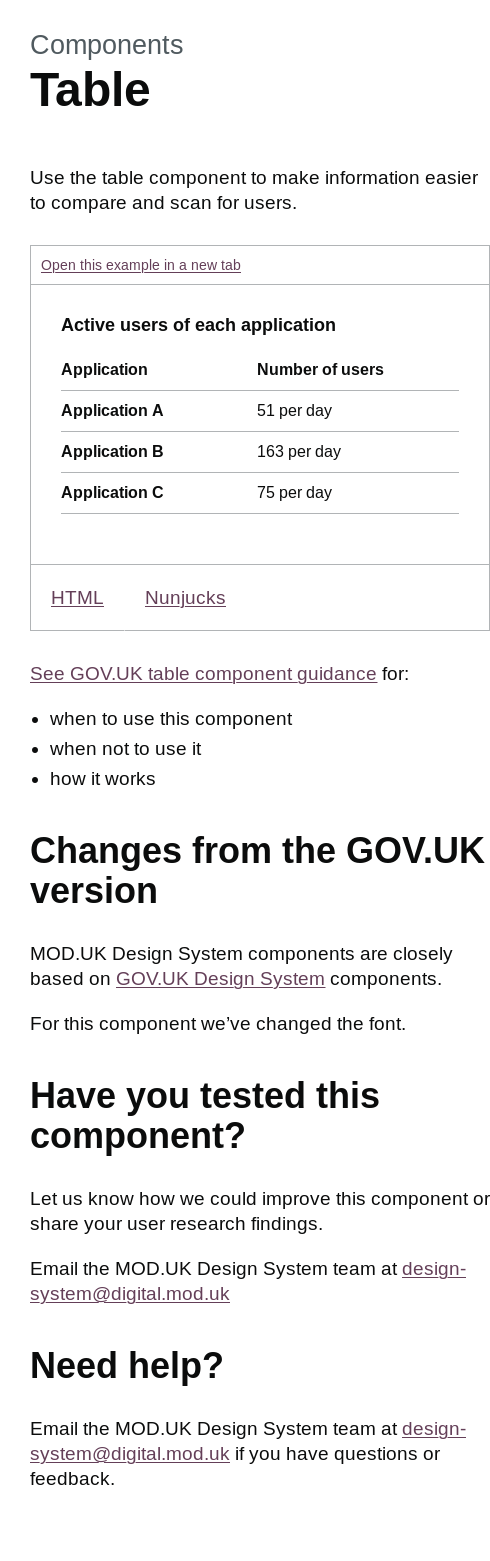 Components
Table
Use the table component to make information easier
to compare and scan for users.
Open this example in a new tab
Active users of each application
Application Number of users
Application A 51 per day
Application B 163 per day
Application C 75 per day
HTML Nunjucks
See GOV.UK table component guidance for:
• when to use this component
• when not to use it
• how it works
Changes from the GOV.UK
version
MOD.UK Design System components are closely
based on GOV.UK Design System components.
For this component we’ve changed the font.
Have you tested this
component?
Let us know how we could improve this component or
share your user research findings.
Email the MOD.UK Design System team at design-
system@digital.mod.uk
Need help?
Email the MOD.UK Design System team at design-
system@digital.mod.uk if you have questions or
feedback.